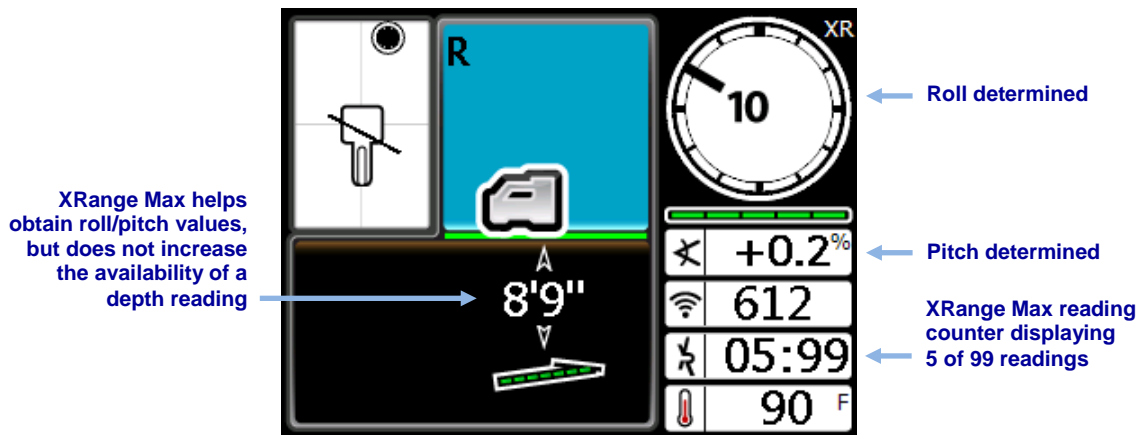 XR
R
10
Roll determined
XRange Max helps
obtain roll/pitch values,
but does not increase
the availability of a
depth reading
8'9"
+0.2%
Pitch determined
612
XRange Max reading
counter displaying
5 of 99 readings
05:99
90 F